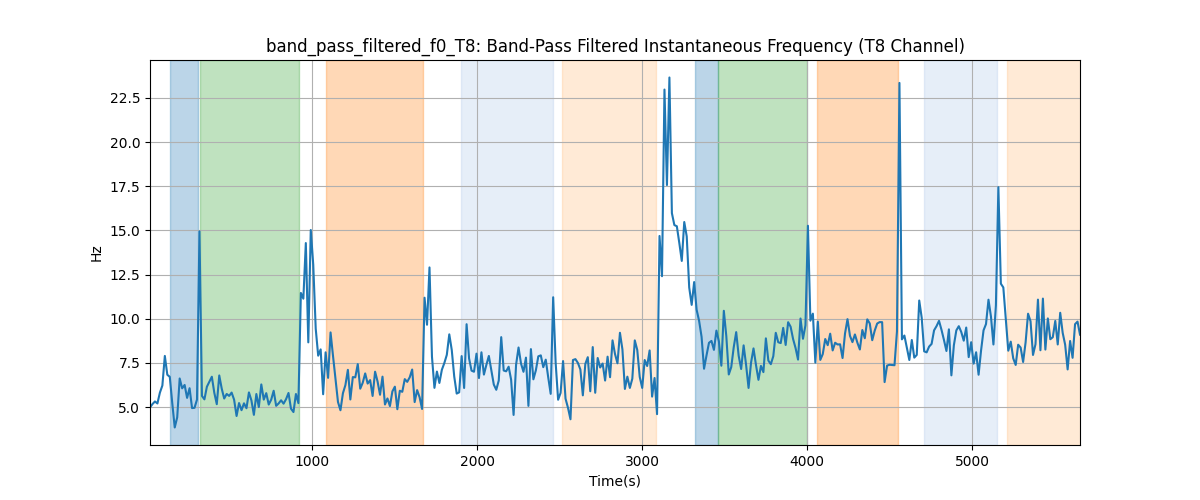 band_pass_filtered_f0_T8: Band-Pass Filtered Instantaneous Frequency (T8 Channel)
Hz
22.5
20.0
17.5
15.0
12.5
10.0
7.5
5.0
1000 2000 3000 4000 5000
Time(s)